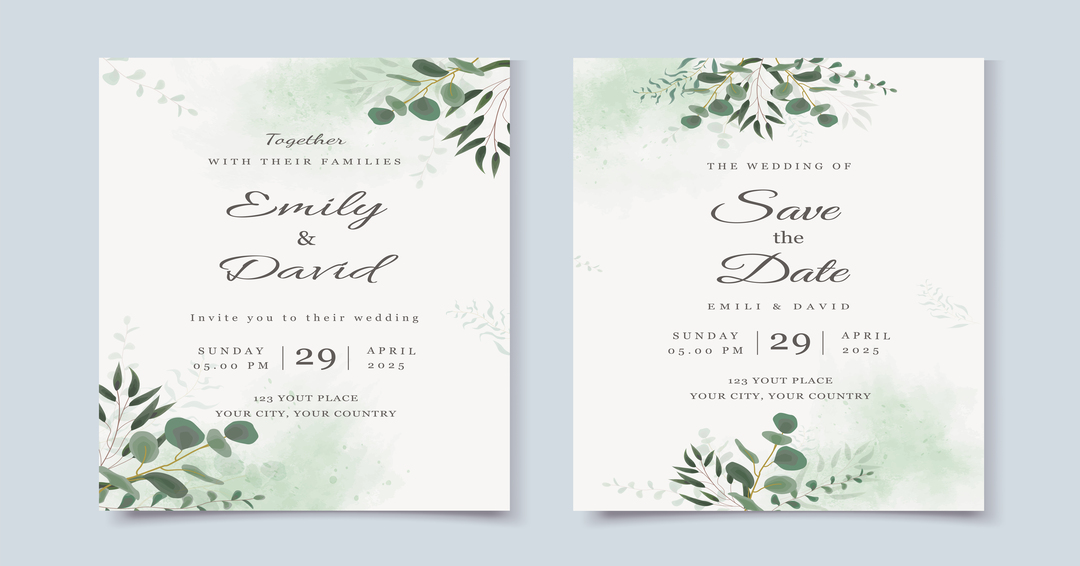 Together
WITH THEIR FAMILIES
Emily
&
David
Invite you to their wedding
SUNDAY
05.00 PM
29
APRIL
2025
123 YOUT PLACE
YOUR CITY, YOUR COUNTRY
THE WEDDING OF
Save
the
Date
EMILI & DAVID
SUNDAY
05.00 PM
29
APRIL
2025
123 YOUT PLACE
YOUR CITY, YOUR COUNTRY